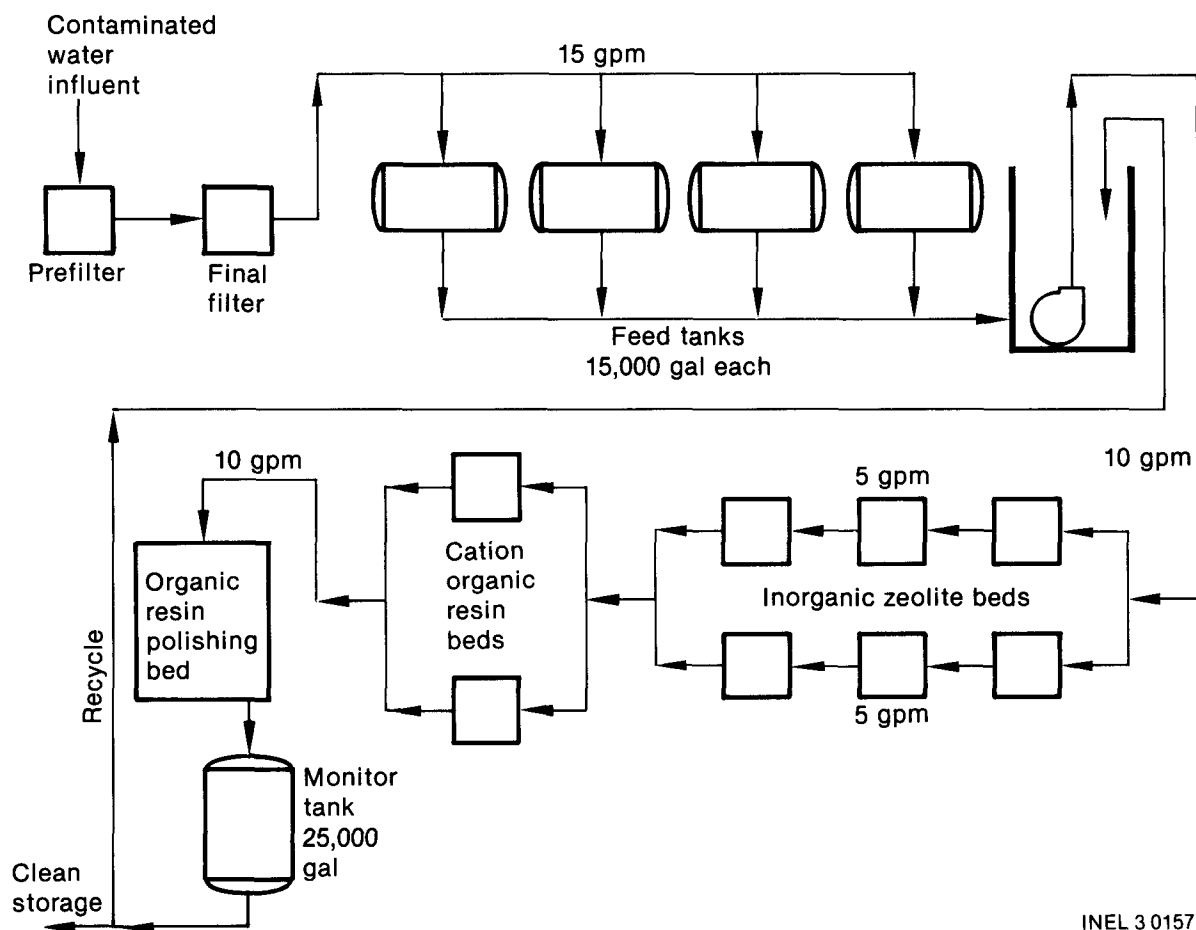 Contaminated
water
influent
15 gpm
Prefilter
Final
filter
Feed tanks
15,000 gal each
10 gpm
5 gpm
10 gpm
Cation
organic
resin
beds
Inorganic zeolite beds
5 gpm
Organic
resin
polishing
bed
Recycle
Monitor
tank
25,000
gal
Clean
storage
INEL 3 0157